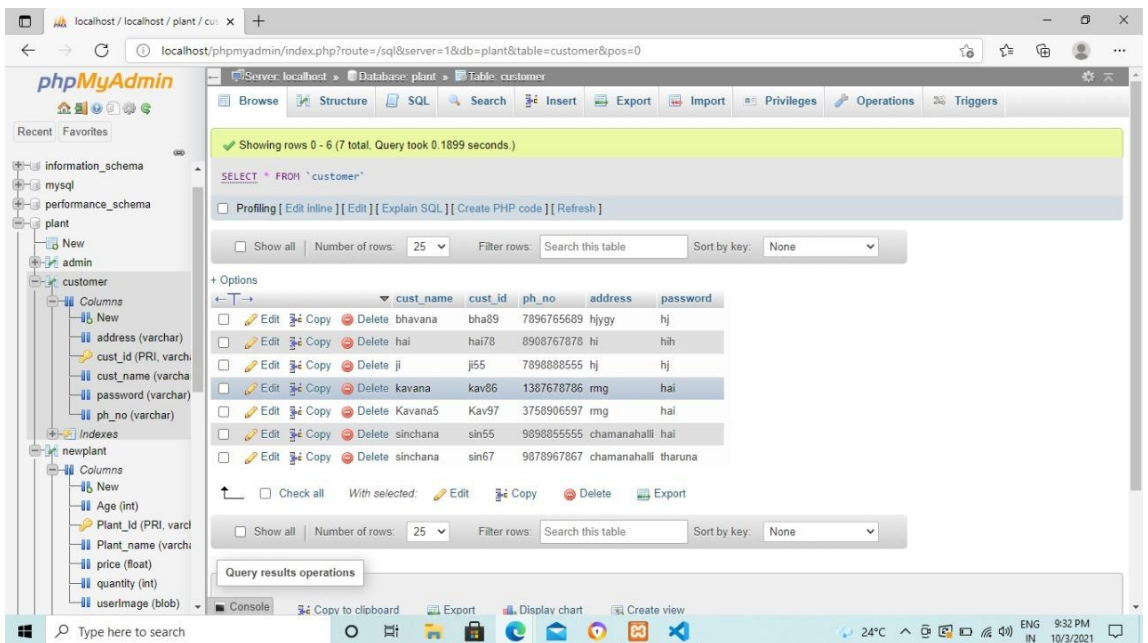 localhost / localhost / plant / cus
localhost/phpmyadmin/index.php?route=/sql&server=1&db=plant&table=customer&pos=0
phpMyAdmin
Recent Favorites
information_schema
mysql
performance_schema
plant
New
admin
customer
Columns
New
address (varchar)
cust_id (PRI, varcha
cust_name (varcha
password (varchar)
ph_no (varchar)
Indexes
newplant
Columns
New
Age (int)
Plant_Id (PRI, varcl
Plant_name (varcha
price (float)
quantity (int)
userImage (blob)
Server: localhost » Database: plant » Table: customer
Browse Structure SQL Search Insert Export Import Privileges Operations Triggers
Showing rows 0 - 6 (7 total, Query took 0.1899 seconds.)
SELECT * FROM `customer`
Profiling [ Edit inline ] [ Edit ] [ Explain SQL ] [ Create PHP code ] [ Refresh ]
Show all | Number of rows: 25 Filter rows: Search this table Sort by key: None
+ Options
←T→ cust_name cust_id ph_no address password
Edit Copy Delete bhavana bha89 7896765689 hjygy hj
Edit Copy Delete hai hai78 8908767878 hi hih
Edit Copy Delete ji ji55 7898888555 hj hj
Edit Copy Delete kavana kav86 1387678786 rmg hai
Edit Copy Delete Kavana5 Kav97 3758906597 rmg hai
Edit Copy Delete sinchana sin55 9898855555 chamanahalli hai
Edit Copy Delete sinchana sin67 9878967867 chamanahalli tharuna
Check all With selected: Edit Copy Delete Export
Show all | Number of rows: 25 Filter rows: Search this table Sort by key: None
Query results operations
Console Copy to clipboard Export Display chart Create view
Type here to search
24°C ENG 9:32 PM
IN 10/3/2021